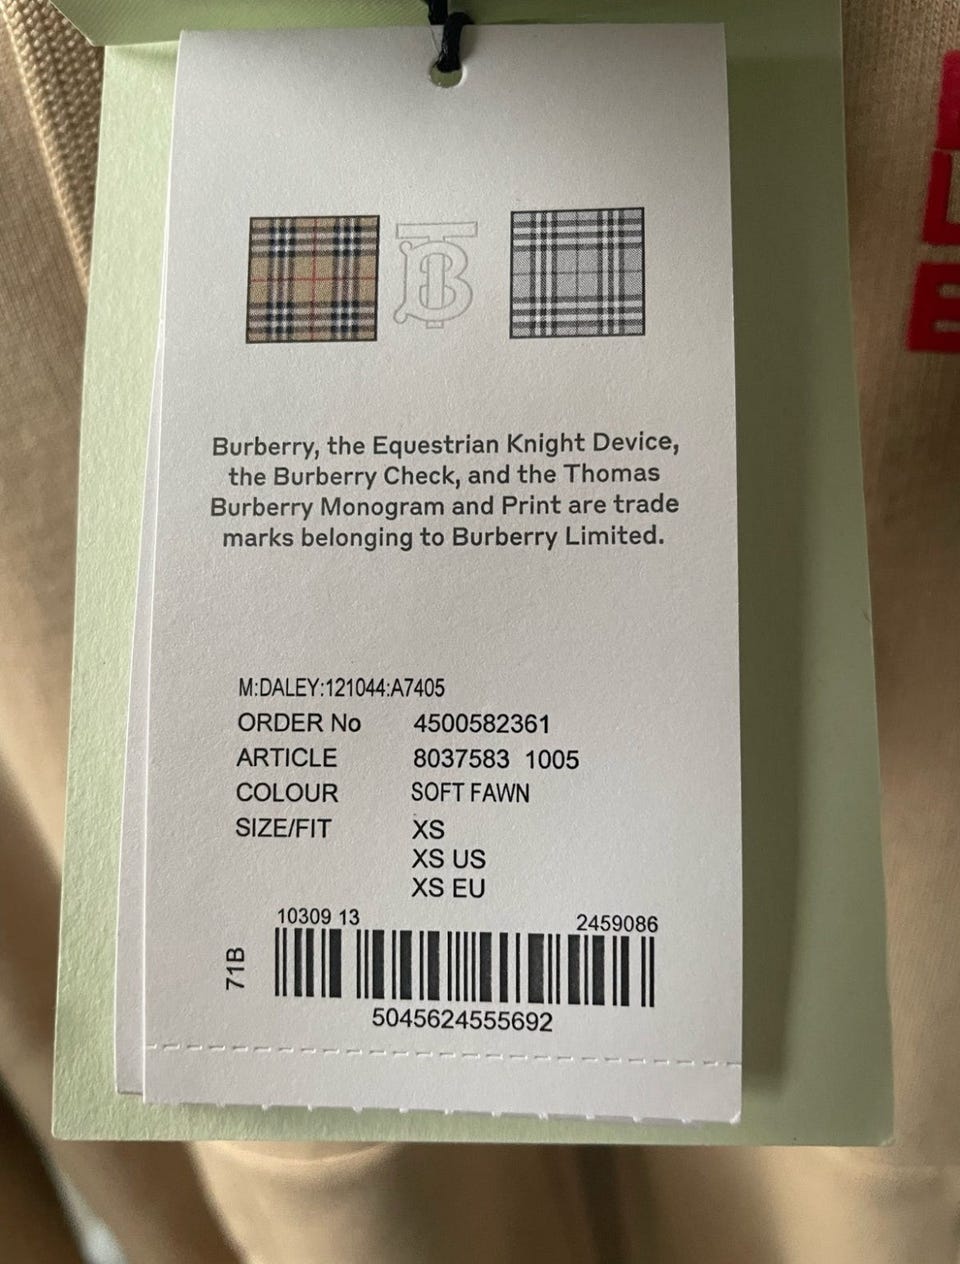 Burberry, the Equestrian Knight Device,
the Burberry Check, and the Thomas
Burberry Monogram and Print are trade
marks belonging to Burberry Limited.
M:DALEY:121044:A7405
ORDER No 4500582361
ARTICLE 8037583 1005
COLOUR SOFT FAWN
SIZE/FIT XS
XS US
XS EU
10309 13 2459086
71B
5045624555692